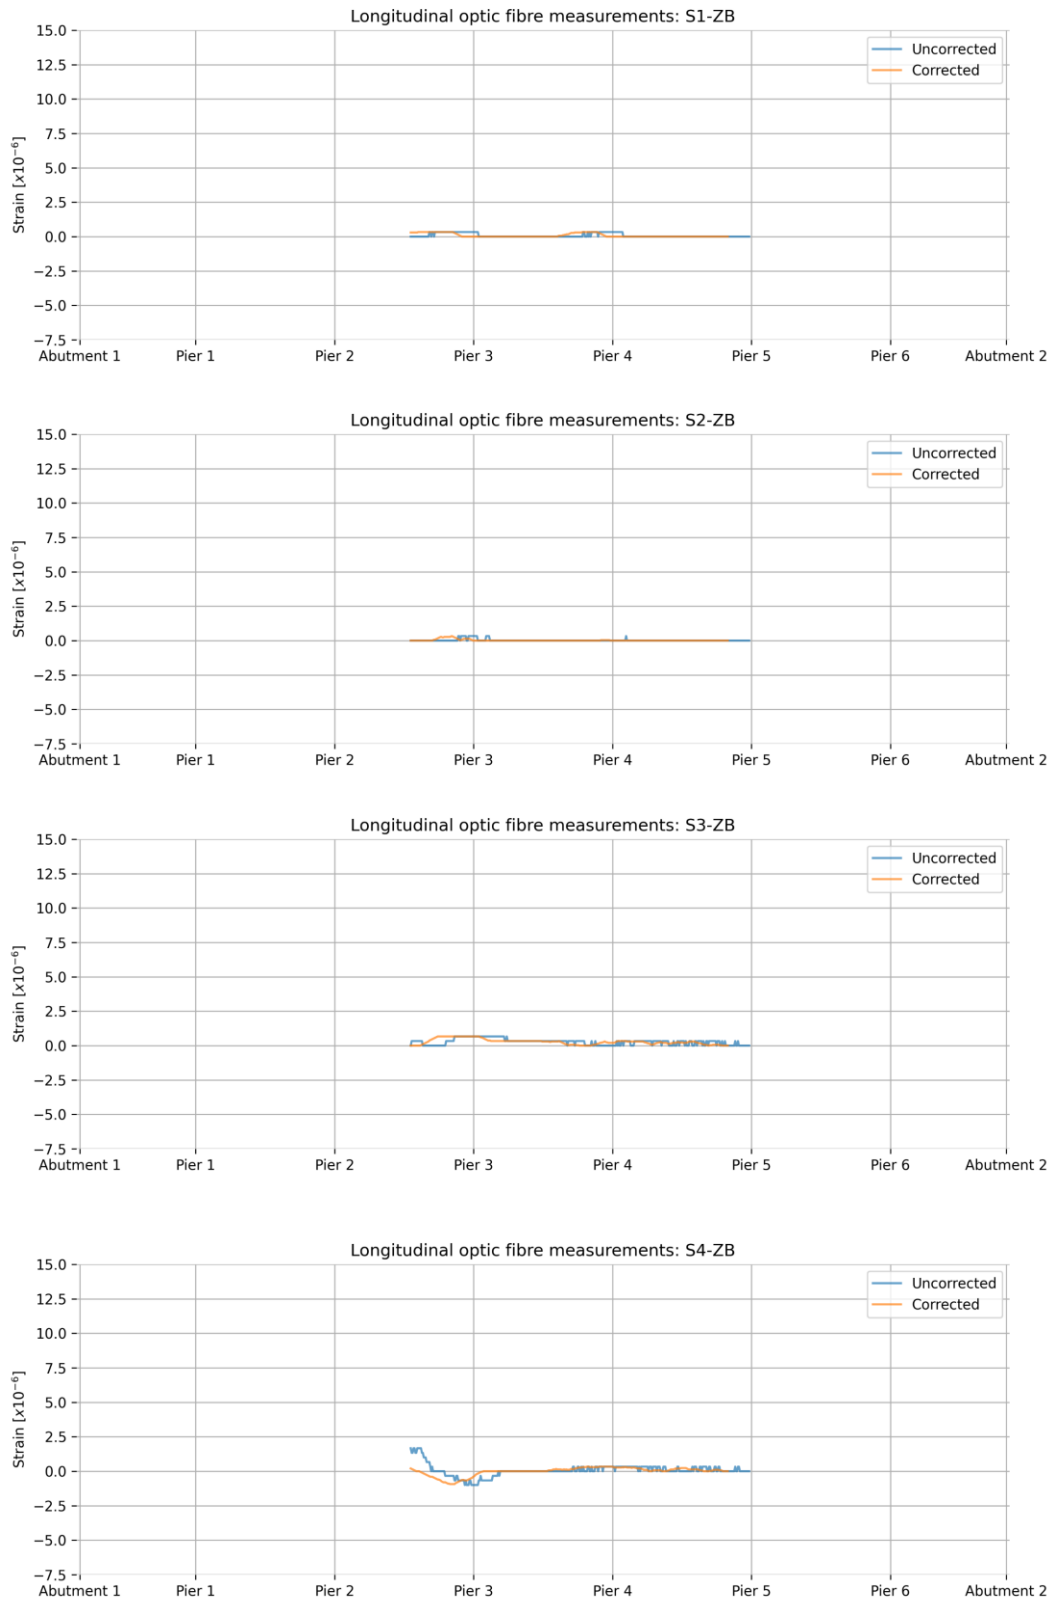 Longitudinal optic fibre measurements: S1-ZB
15.0
12.5
10.0
7.5
5.0
2.5
0.0
−2.5
−5.0
−7.5
Strain [x10⁻⁶]
Uncorrected
Corrected
Abutment 1 Pier 1 Pier 2 Pier 3 Pier 4 Pier 5 Pier 6 Abutment 2
Longitudinal optic fibre measurements: S2-ZB
15.0
12.5
10.0
7.5
5.0
2.5
0.0
−2.5
−5.0
−7.5
Strain [x10⁻⁶]
Uncorrected
Corrected
Abutment 1 Pier 1 Pier 2 Pier 3 Pier 4 Pier 5 Pier 6 Abutment 2
Longitudinal optic fibre measurements: S3-ZB
15.0
12.5
10.0
7.5
5.0
2.5
0.0
−2.5
−5.0
−7.5
Strain [x10⁻⁶]
Uncorrected
Corrected
Abutment 1 Pier 1 Pier 2 Pier 3 Pier 4 Pier 5 Pier 6 Abutment 2
Longitudinal optic fibre measurements: S4-ZB
15.0
12.5
10.0
7.5
5.0
2.5
0.0
−2.5
−5.0
−7.5
Strain [x10⁻⁶]
Uncorrected
Corrected
Abutment 1 Pier 1 Pier 2 Pier 3 Pier 4 Pier 5 Pier 6 Abutment 2